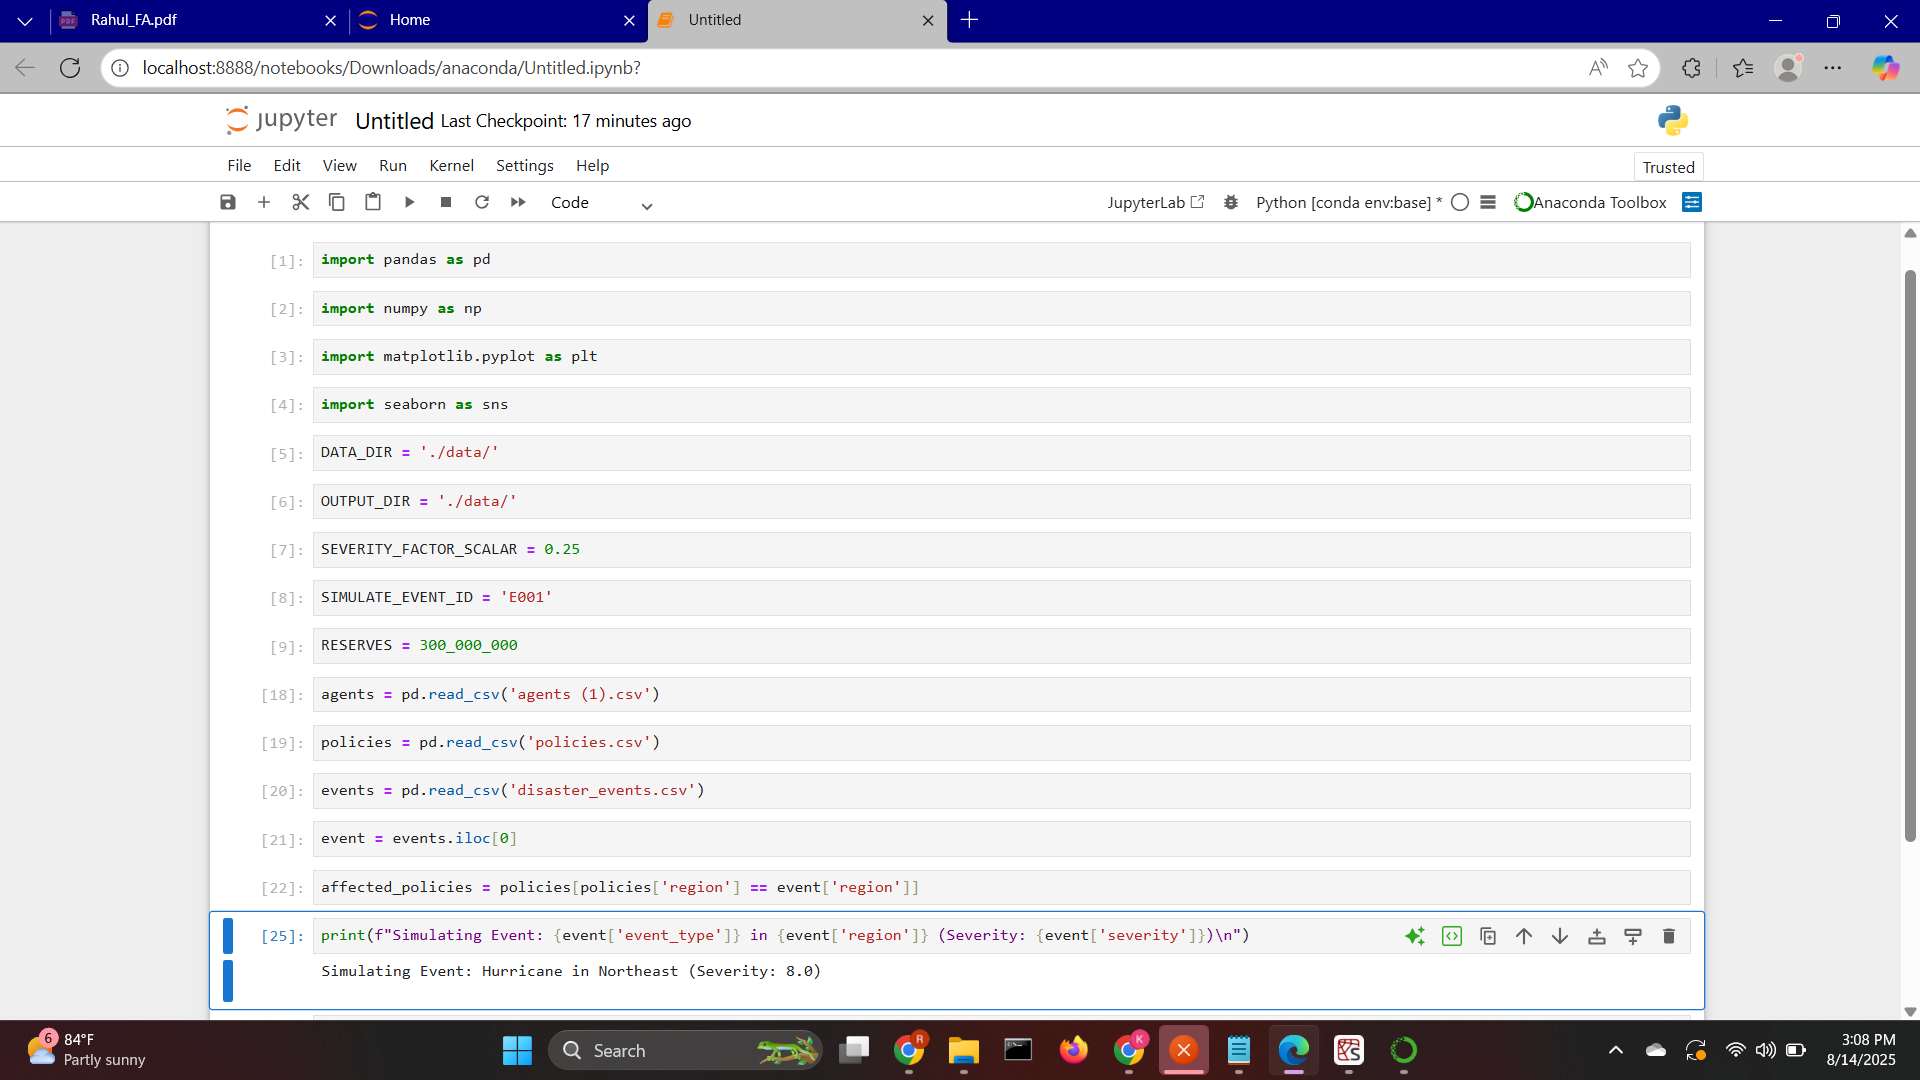 Rahul_FA.pdf
Home
Untitled
localhost:8888/notebooks/Downloads/anaconda/Untitled.ipynb?
jupyter Untitled Last Checkpoint: 17 minutes ago
File Edit View Run Kernel Settings Help Trusted
Code JupyterLab Python [conda env:base] * Anaconda Toolbox
[1]: import pandas as pd
[2]: import numpy as np
[3]: import matplotlib.pyplot as plt
[4]: import seaborn as sns
[5]: DATA_DIR = './data/'
[6]: OUTPUT_DIR = './data/'
[7]: SEVERITY_FACTOR_SCALAR = 0.25
[8]: SIMULATE_EVENT_ID = 'E001'
[9]: RESERVES = 300_000_000
[18]: agents = pd.read_csv('agents (1).csv')
[19]: policies = pd.read_csv('policies.csv')
[20]: events = pd.read_csv('disaster_events.csv')
[21]: event = events.iloc[0]
[22]: affected_policies = policies[policies['region'] == event['region']]
[25]: print(f"Simulating Event: {event['event_type']} in {event['region']} (Severity: {event['severity']})\n")
Simulating Event: Hurricane in Northeast (Severity: 8.0)
6
84°F
Partly sunny
Search
R
K
3:08 PM
8/14/2025